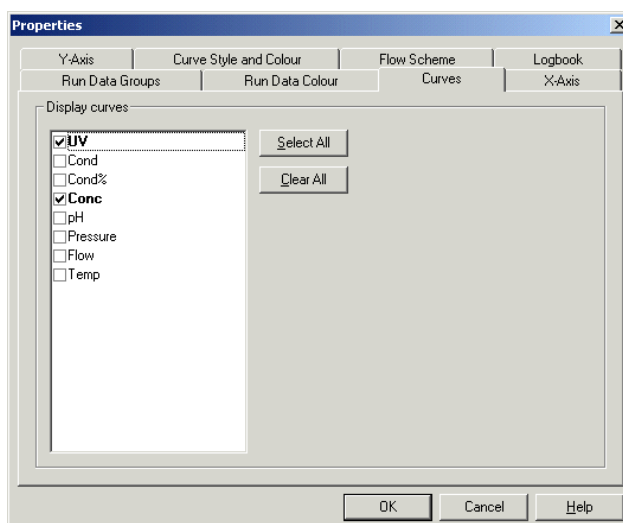 Properties
Y-Axis Curve Style and Colour Flow Scheme Logbook
Run Data Groups Run Data Colour Curves X-Axis
Display curves
UV
Cond
Cond%
Conc
pH
Pressure
Flow
Temp
Select All
Clear All
OK Cancel Help